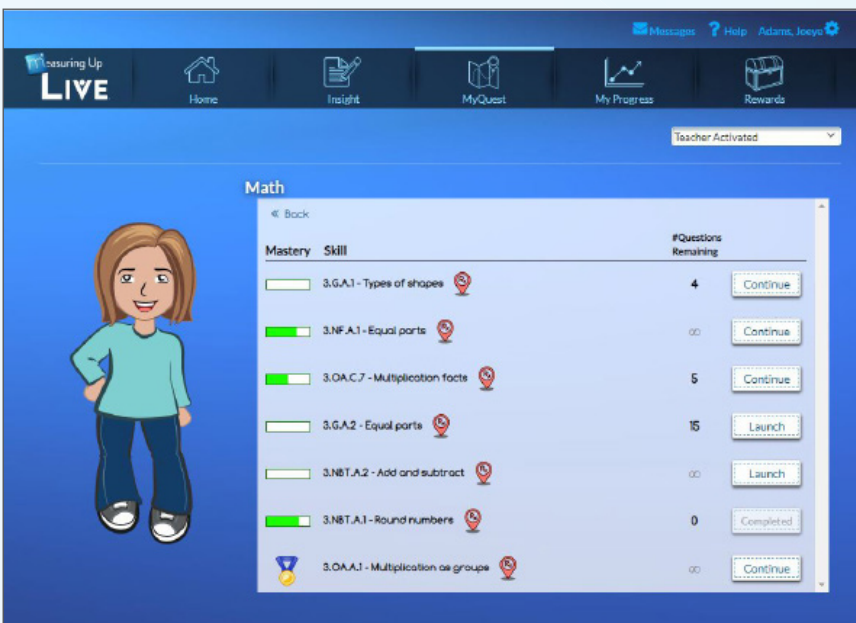 Messages ? Help Adams, Joeye
Measuring Up
LIVE
Home
Insight
MyQuest
My Progress
Rewards
Teacher Activated
Math
« Back
Mastery Skill #Questions Remaining
3.G.A.1 - Types of shapes 4 Continue
3.NF.A.1 - Equal parts ∞ Continue
3.OA.C.7 - Multiplication facts 5 Continue
3.G.A.2 - Equal parts 15 Launch
3.NBT.A.2 - Add and subtract ∞ Launch
3.NBT.A.1 - Round numbers 0 Completed
3.OA.A.1 - Multiplication as groups ∞ Continue